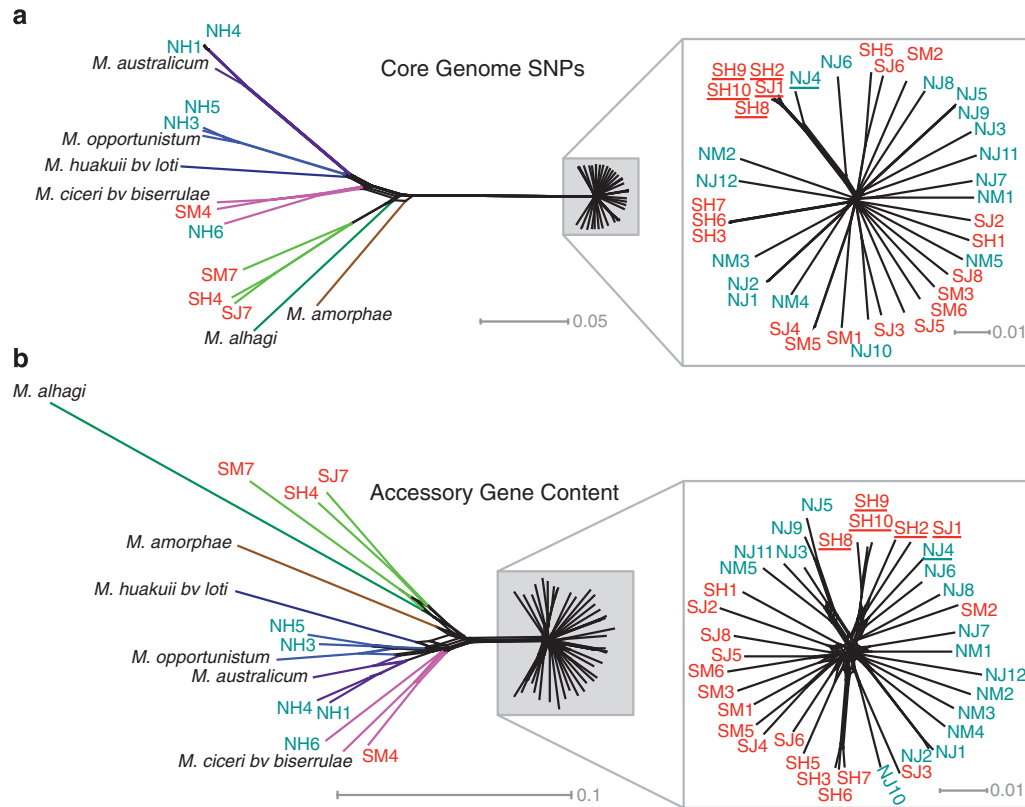 a
NH4
NH1
M. australicum
Core Genome SNPs
NH5
NH3
M. opportunistum
M. huakuii bv loti
M. ciceri bv biserrulae
SM4
NH6
SM7
SH4
SJ7
M. amorphae
M. alhagi
0.05
SH9
SH2
SH10
SJ1
SH8
NJ4
NJ6
SH5
SJ6
SM2
NJ8
NJ5
NJ9
NJ3
NJ11
NJ7
NM1
SJ2
SH1
NM5
SJ8
SM3
SM6
SJ5
SJ3
NJ10
SM1
SM5
SJ4
NM4
NJ1
NJ2
NM3
SH3
SH6
SH7
NJ12
NM2
0.01
b
M. alhagi
SM7
SJ7
SH4
Accessory Gene Content
M. amorphae
M. huakuii bv loti
NH5
NH3
M. opportunistum
M. australicum
NH4
NH1
NH6
SM4
M. ciceri bv biserrulae
0.1
NJ5
NJ9
NJ11
NJ3
NM5
SH1
SJ2
SJ8
SJ5
SM6
SM3
SM1
SM5
SJ4
SJ6
SH5
SH3
SH6
SH7
NJ10
SJ3
NJ2
NJ1
NM4
NM3
NM2
NJ12
NM1
NJ7
SM2
NJ8
NJ6
NJ4
SJ1
SH2
SH9
SH10
SH8
0.01